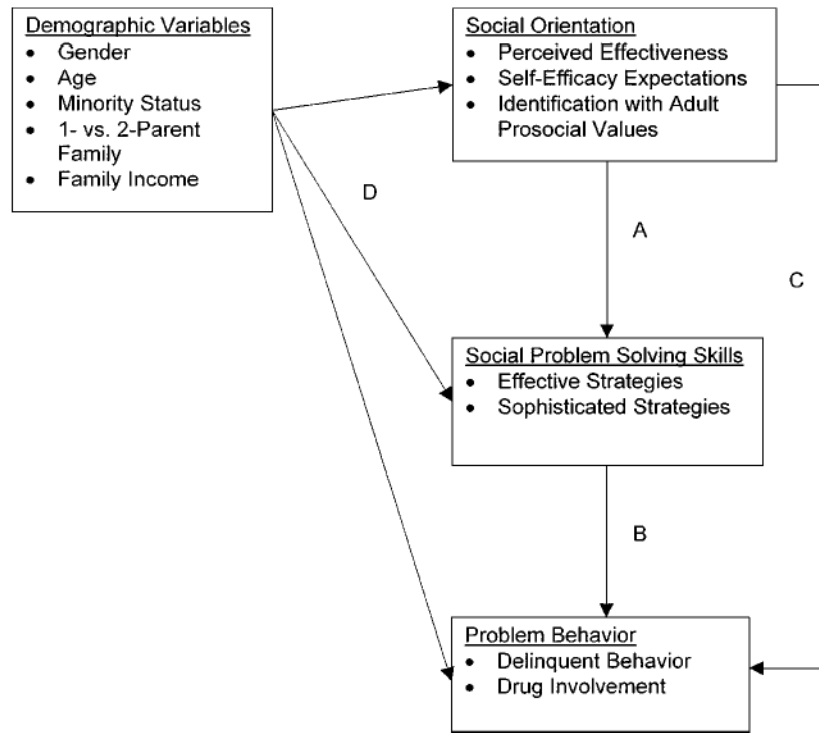 Demographic Variables
• Gender
• Age
• Minority Status
• 1- vs. 2-Parent
Family
• Family Income
Social Orientation
• Perceived Effectiveness
• Self-Efficacy Expectations
• Identification with Adult
Prosocial Values
D
A
C
Social Problem Solving Skills
• Effective Strategies
• Sophisticated Strategies
B
Problem Behavior
• Delinquent Behavior
• Drug Involvement